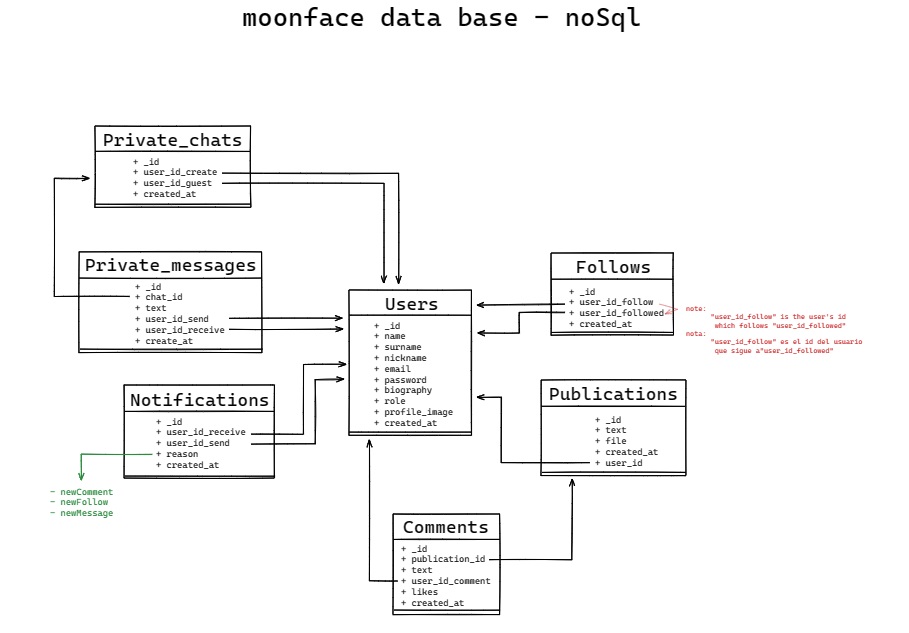 moonface data base - noSql
Private_chats
+ _id
+ user_id_create
+ user_id_guest
+ created_at
Private_messages
+ _id
+ chat_id
+ text
+ user_id_send
+ user_id_receive
+ create_at
Notifications
+ _id
+ user_id_receive
+ user_id_send
+ reason
+ created_at
- newComment
- newFollow
- newMessage
Users
+ _id
+ name
+ surname
+ nickname
+ email
+ password
+ biography
+ role
+ profile_image
+ created_at
Follows
+ _id
+ user_id_follow
+ user_id_followed
+ created_at
note:
"user_id_follow" is the user's id
which follows "user_id_followed"
nota:
"user_id_follow" es el id del usuario
que sigue a"user_id_followed"
Publications
+ _id
+ text
+ file
+ created_at
+ user_id
Comments
+ _id
+ publication_id
+ text
+ user_id_comment
+ likes
+ created_at